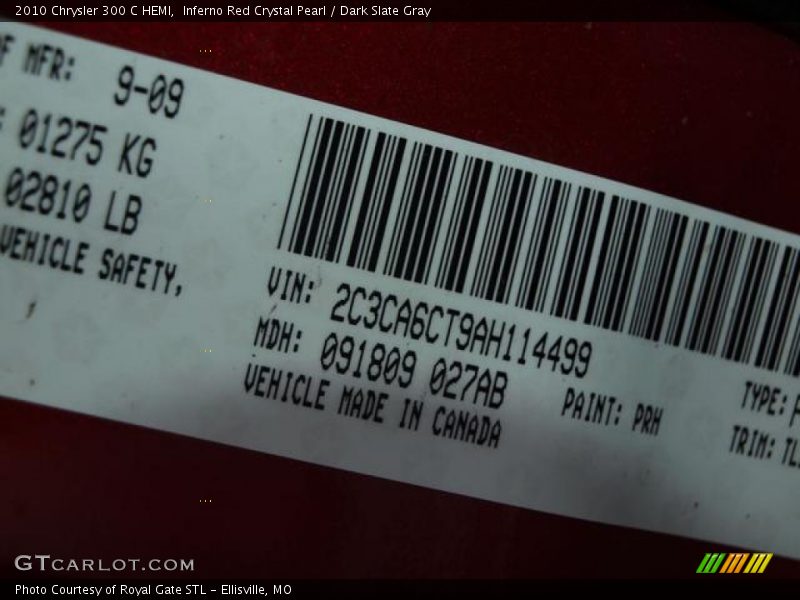 2010 Chrysler 300 C HEMI,  Inferno Red Crystal Pearl / Dark Slate Gray
OF MFR: 9-09
01275 KG
02810 LB
VEHICLE SAFETY,
VIN: 2C3CA6CT9AH114499
MDH: 091809 027AB
PAINT: PRH
TYPE:
VEHICLE MADE IN CANADA
TRIM: TL
GTCARLOT.COM
Photo Courtesy of Royal Gate STL - Ellisville, MO